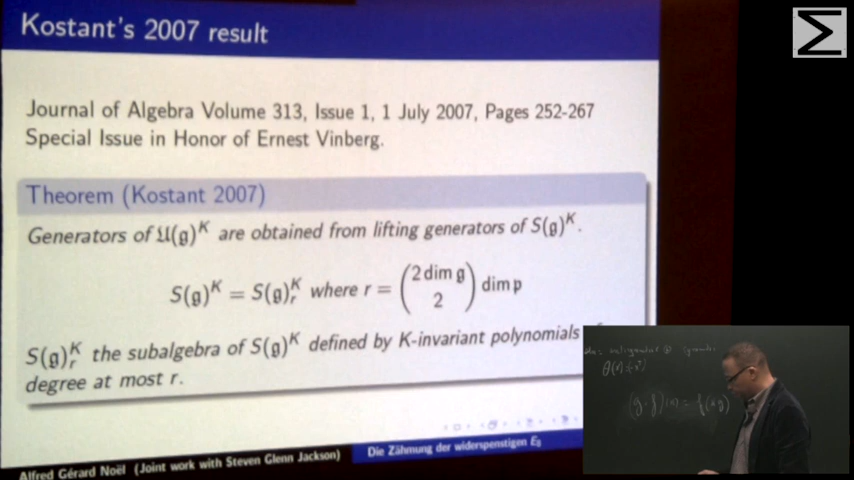 Kostant's 2007 result
Journal of Algebra Volume 313, Issue 1, 1 July 2007, Pages 252-267
Special Issue in Honor of Ernest Vinberg.
Theorem (Kostant 2007)
Generators of 𝔘(𝔤)^K are obtained from lifting generators of S(𝔤)^K.
S(𝔤)^K = S(𝔤)_r^K where r = (2 dim 𝔤 2) dim 𝔭
S(𝔤)_r^K the subalgebra of S(𝔤)^K defined by K-invariant polynomials
degree at most r.
Alfred Gérard Noël (Joint work with Steven Glenn Jackson)
Die Zähmung der widerspenstigen E₈
Σ
(g · f)(x) = f(x g)